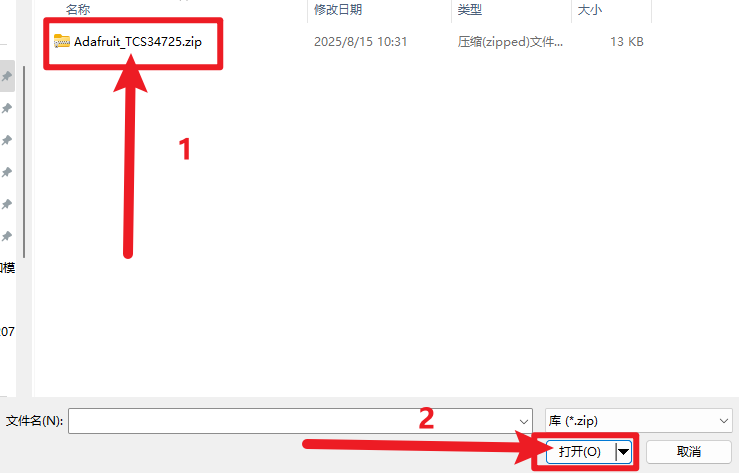 名称 修改日期 类型 大小
Adafruit_TCS34725.zip 2025/8/15 10:31 压缩(zipped)文件... 13 KB
1
模
207
2
文件名(N): 库 (*.zip)
打开(O) 取消